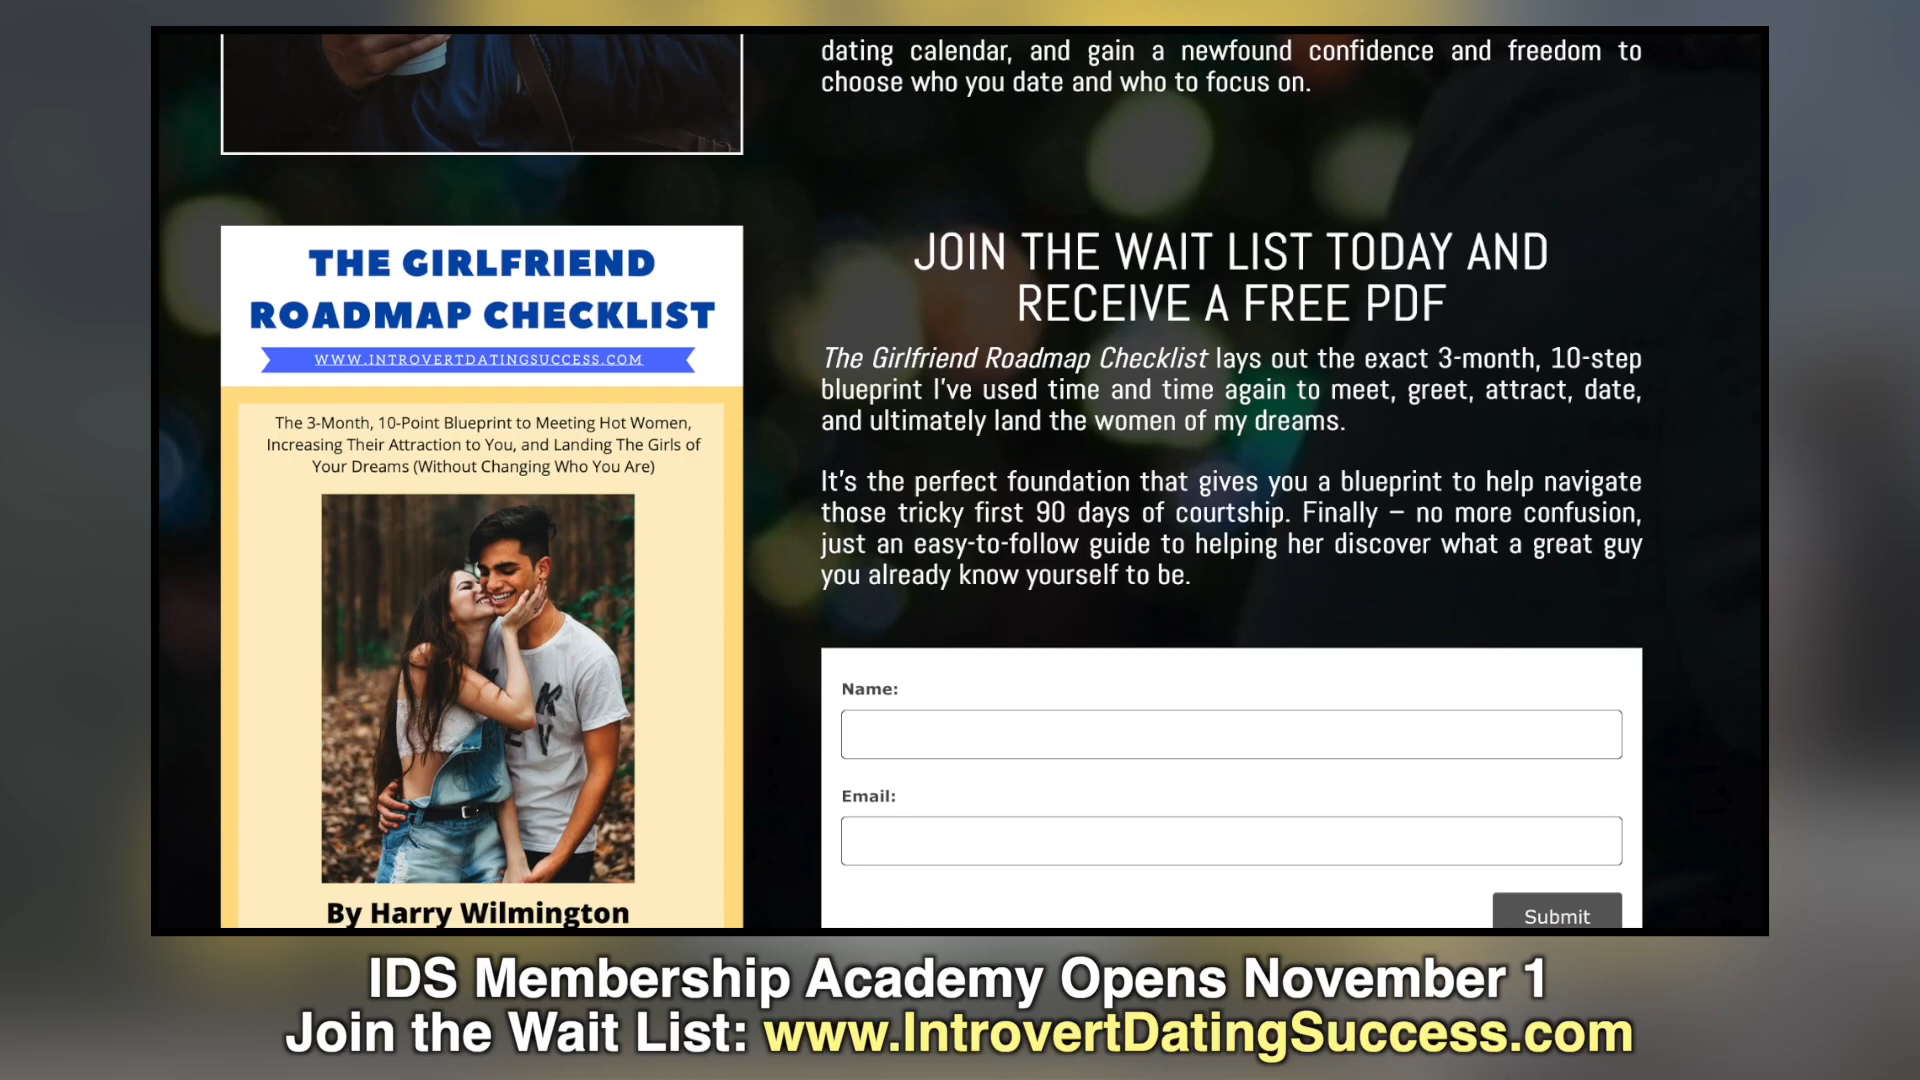 dating calendar, and gain a newfound confidence and freedom to
choose who you date and who to focus on.
THE GIRLFRIEND
ROADMAP CHECKLIST
WWW.INTROVERTDATINGSUCCESS.COM
The 3-Month, 10-Point Blueprint to Meeting Hot Women,
Increasing Their Attraction to You, and Landing The Girls of
Your Dreams (Without Changing Who You Are)
By Harry Wilmington
JOIN THE WAIT LIST TODAY AND
RECEIVE A FREE PDF
The Girlfriend Roadmap Checklist lays out the exact 3-month, 10-step
blueprint I've used time and time again to meet, greet, attract, date,
and ultimately land the women of my dreams.
It's the perfect foundation that gives you a blueprint to help navigate
those tricky first 90 days of courtship. Finally – no more confusion,
just an easy-to-follow guide to helping her discover what a great guy
you already know yourself to be.
Name:
Email:
Submit
IDS Membership Academy Opens November 1
Join the Wait List: www.IntrovertDatingSuccess.com